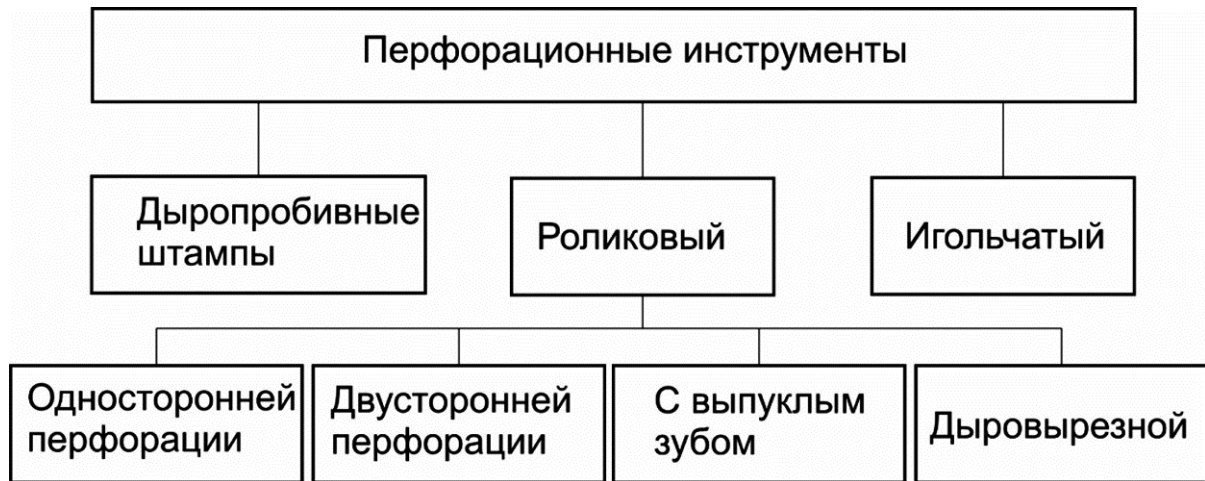 Перфорационные инструменты
Дыропробивные
штампы
Роликовый
Игольчатый
Односторонней
перфорации
Двусторонней
перфорации
С выпуклым
зубом
Дыровырезной